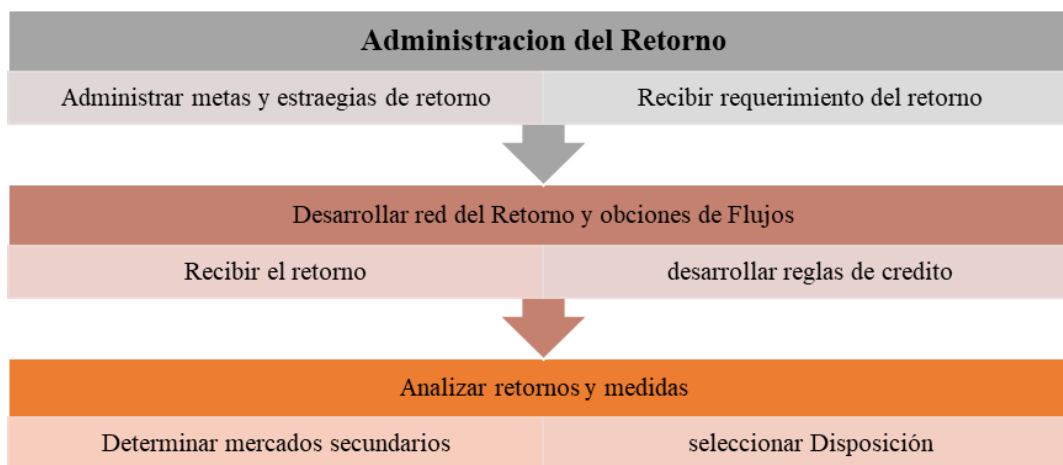 Administracion del Retorno
Administrar metas y estraegias de retorno
Recibir requerimiento del retorno
Desarrollar red del Retorno y obciones de Flujos
Recibir el retorno
desarrollar reglas de credito
Analizar retornos y medidas
Determinar mercados secundarios
seleccionar Disposición